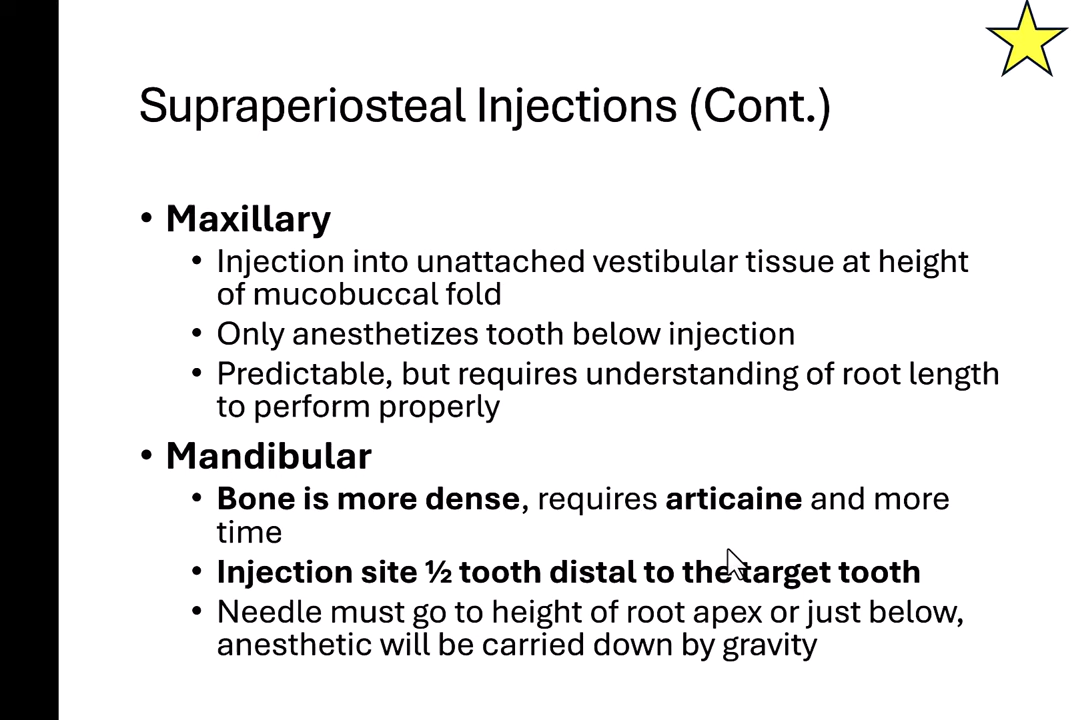 Supraperiosteal Injections (Cont.)
• Maxillary
• Injection into unattached vestibular tissue at height
of mucobuccal fold
• Only anesthetizes tooth below injection
• Predictable, but requires understanding of root length
to perform properly
• Mandibular
• Bone is more dense, requires articaine and more
time
• Injection site ½ tooth distal to the target tooth
• Needle must go to height of root apex or just below,
anesthetic will be carried down by gravity